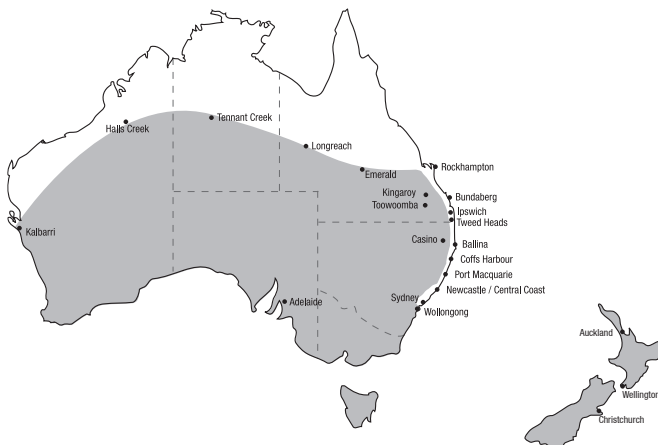 Tennant Creek
Halls Creek
Longreach
Rockhampton
Emerald
Kingaroy
Bundaberg
Toowoomba
Ipswich
Tweed Heads
Kalbarri
Casino
Ballina
Coffs Harbour
Port Macquarie
Newcastle / Central Coast
Adelaide
Sydney
Wollongong
Auckland
Wellington
Christchurch